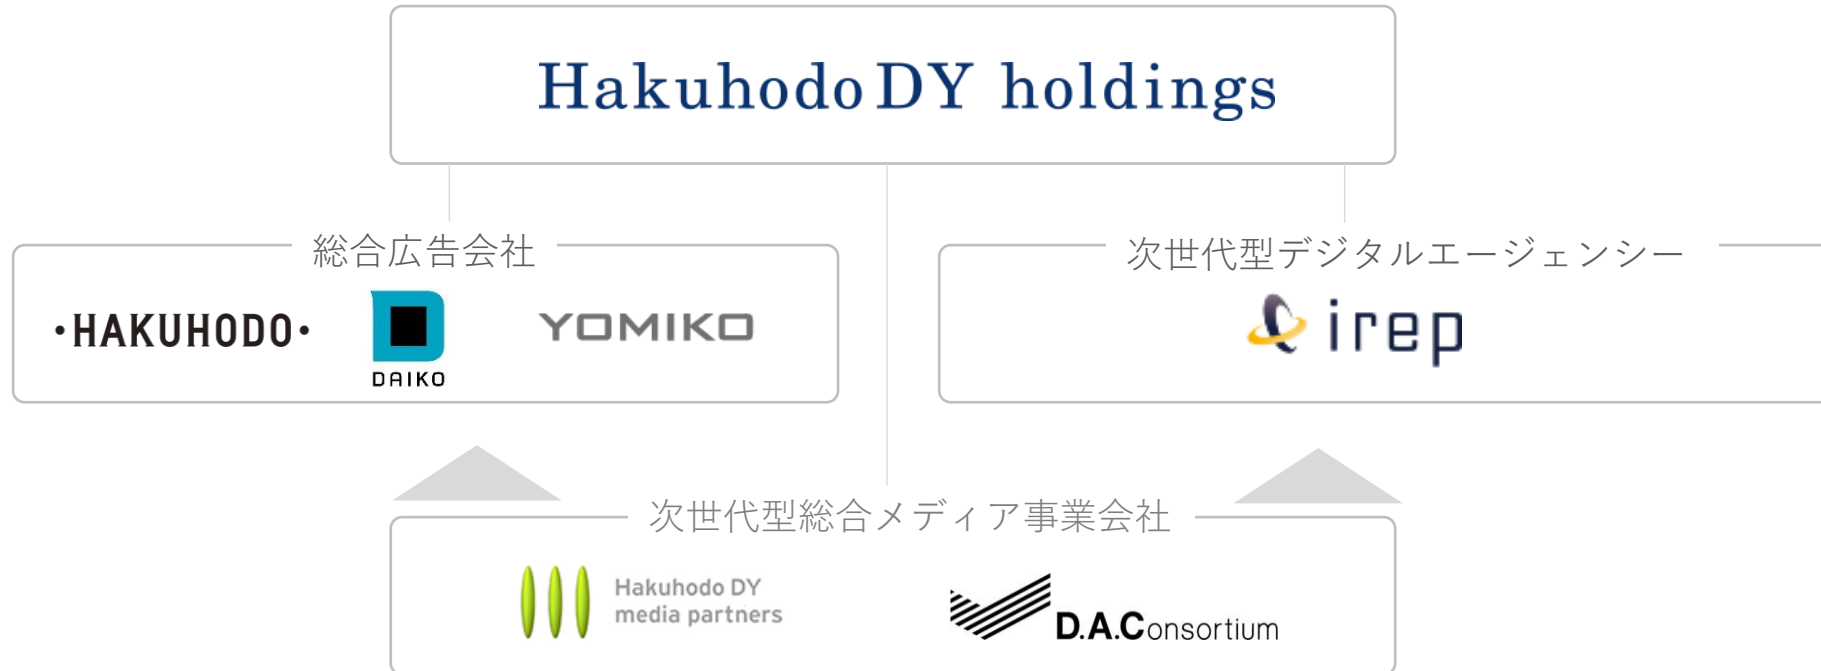 Hakuhodo DY holdings
総合広告会社
・HAKUHODO・
DAIKO
YOMIKO
次世代型デジタルエージェンシー
irep
次世代型総合メディア事業会社
Hakuhodo DY
media partners
D.A.Consortium